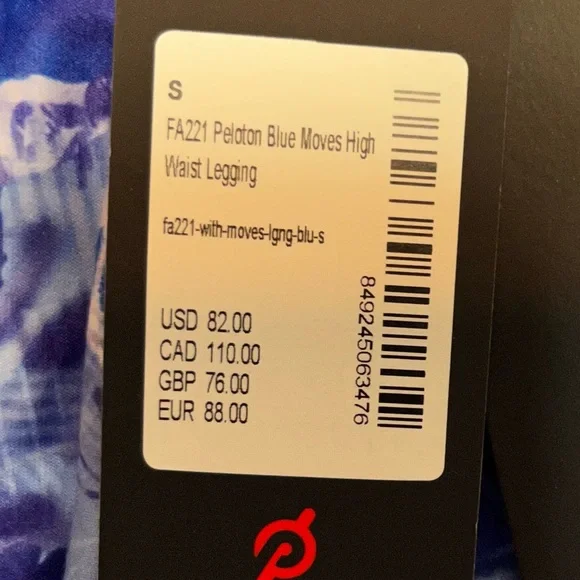 S
FA221 Peloton Blue Moves High
Waist Legging
fa221-with-moves-lgng-blu-s
USD 82.00
CAD 110.00
GBP 76.00
EUR 88.00
849245063476